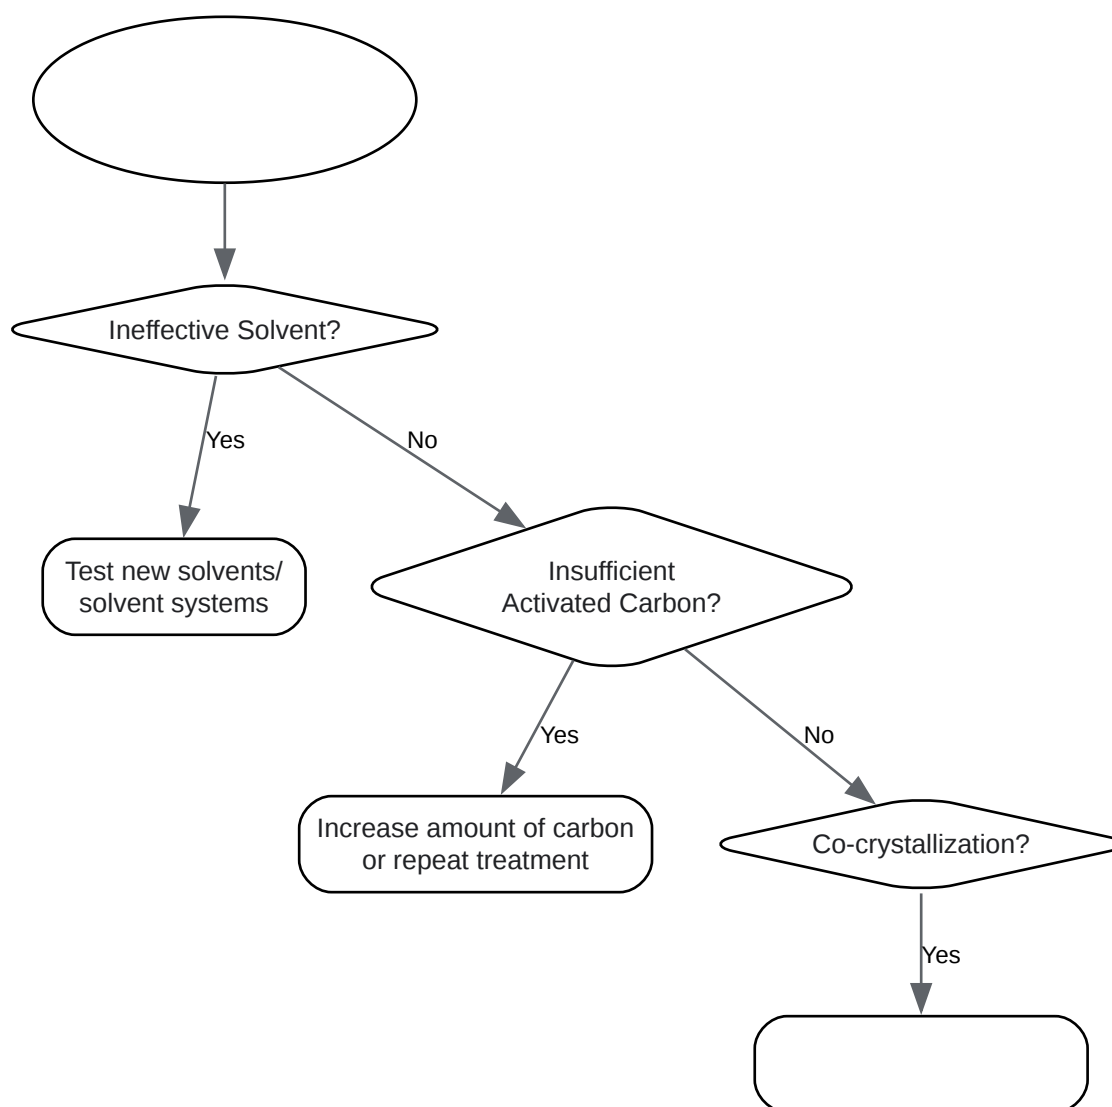 Ineffective Solvent?
Yes
No
Test new solvents/
solvent systems
Insufficient
Activated Carbon?
Yes
No
Increase amount of carbon
or repeat treatment
Co-crystallization?
Yes